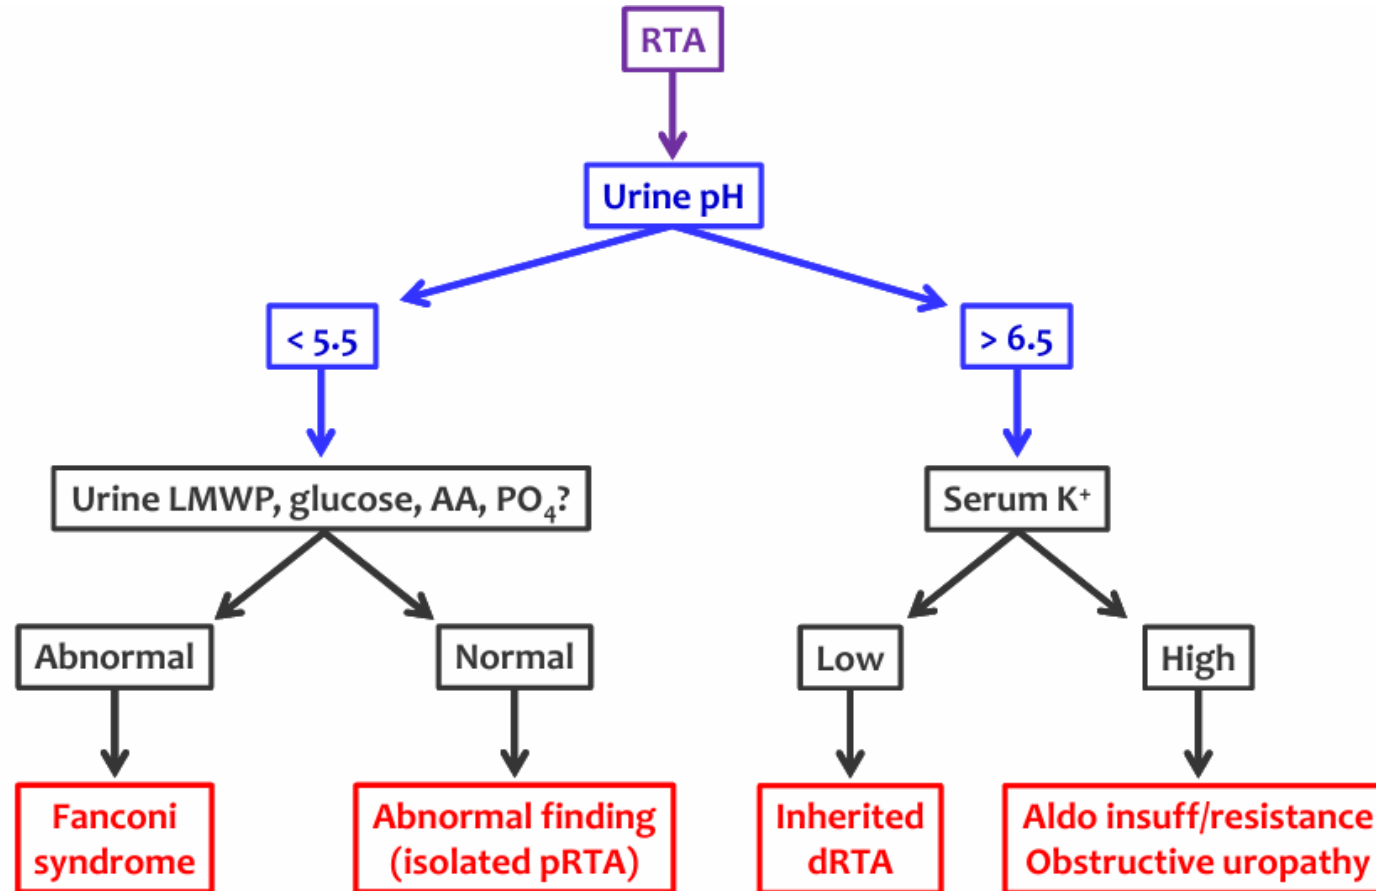 RTA
Urine pH
< 5.5
> 6.5
Urine LMWP, glucose, AA, PO₄?
Serum K⁺
Abnormal
Normal
Low
High
Fanconi
syndrome
Abnormal finding
(isolated pRTA)
Inherited
dRTA
Aldo insuff/resistance
Obstructive uropathy